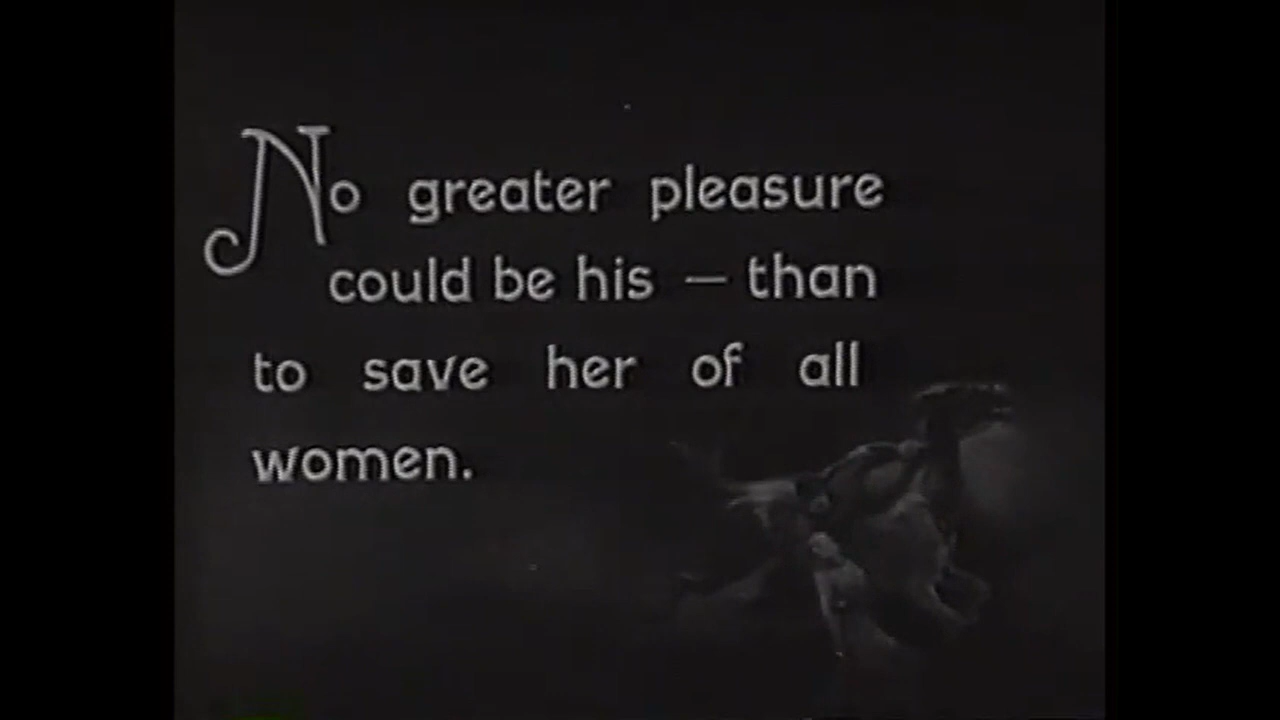 No greater pleasure
could be his — than
to save her of all
women.